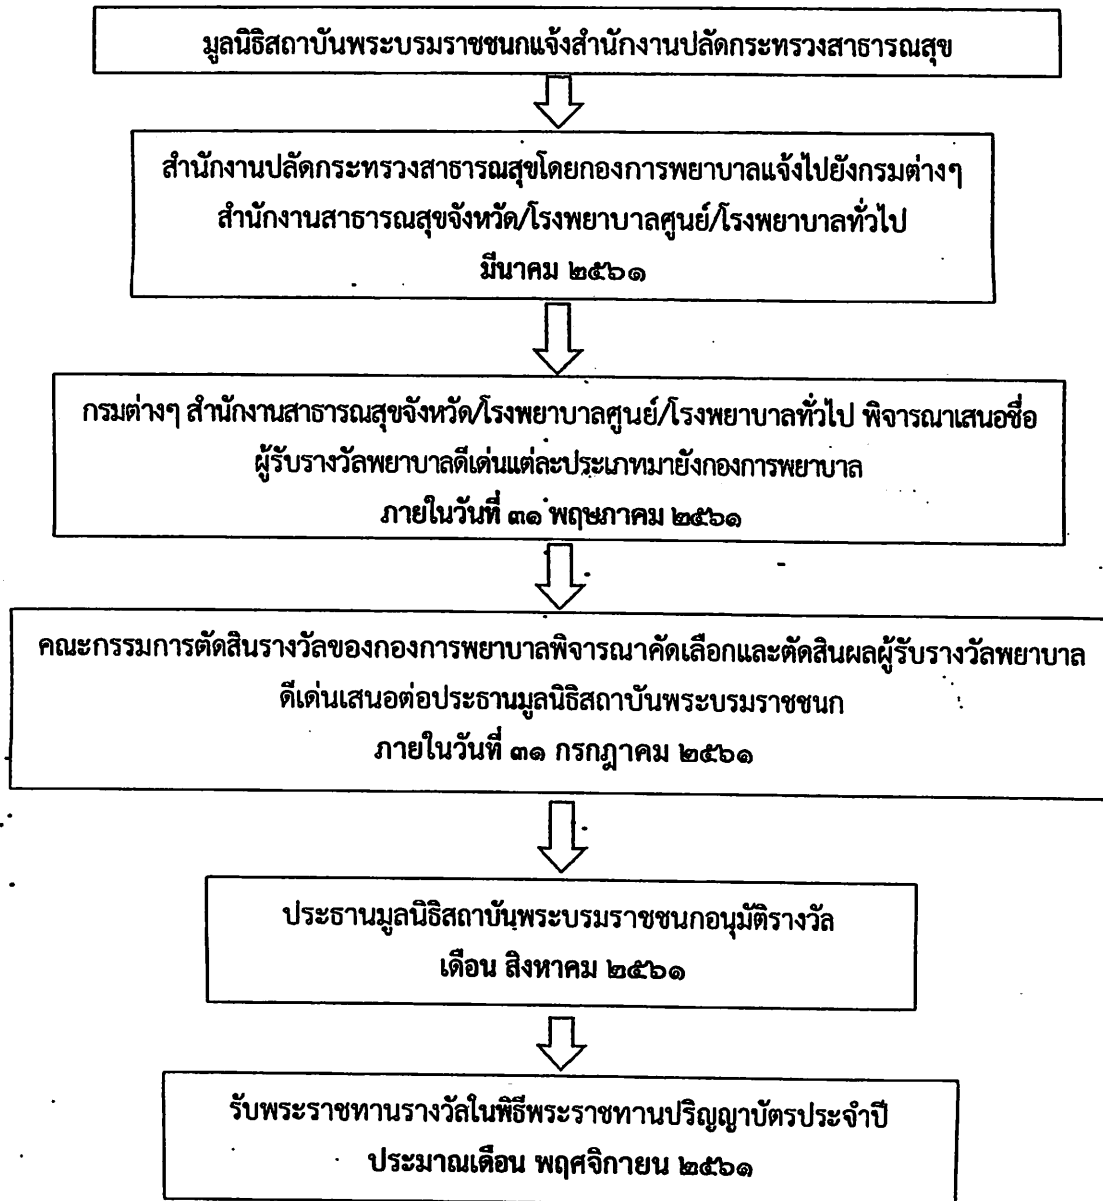 มูลนิธิสถาบันพระบรมราชชนกแจ้งสำนักงานปลัดกระทรวงสาธารณสุข
สำนักงานปลัดกระทรวงสาธารณสุขโดยกองการพยาบาลแจ้งไปยังกรมต่างๆ
สำนักงานสาธารณสุขจังหวัด/โรงพยาบาลศูนย์/โรงพยาบาลทั่วไป
มีนาคม ๒๕๖๑
กรมต่างๆ สำนักงานสาธารณสุขจังหวัด/โรงพยาบาลศูนย์/โรงพยาบาลทั่วไป พิจารณาเสนอชื่อ
ผู้รับรางวัลพยาบาลดีเด่นแต่ละประเภทมายังกองการพยาบาล
ภายในวันที่ ๓๑ พฤษภาคม ๒๕๖๑
คณะกรรมการตัดสินรางวัลของกองการพยาบาลพิจารณาคัดเลือกและตัดสินผลผู้รับรางวัลพยาบาล
ดีเด่นเสนอต่อประธานมูลนิธิสถาบันพระบรมราชชนก
ภายในวันที่ ๓๑ กรกฎาคม ๒๕๖๑
ประธานมูลนิธิสถาบันพระบรมราชชนกอนุมัติรางวัล
เดือน สิงหาคม ๒๕๖๑
รับพระราชทานรางวัลในพิธีพระราชทานปริญญาบัตรประจำปี
ประมาณเดือน พฤศจิกายน ๒๕๖๑